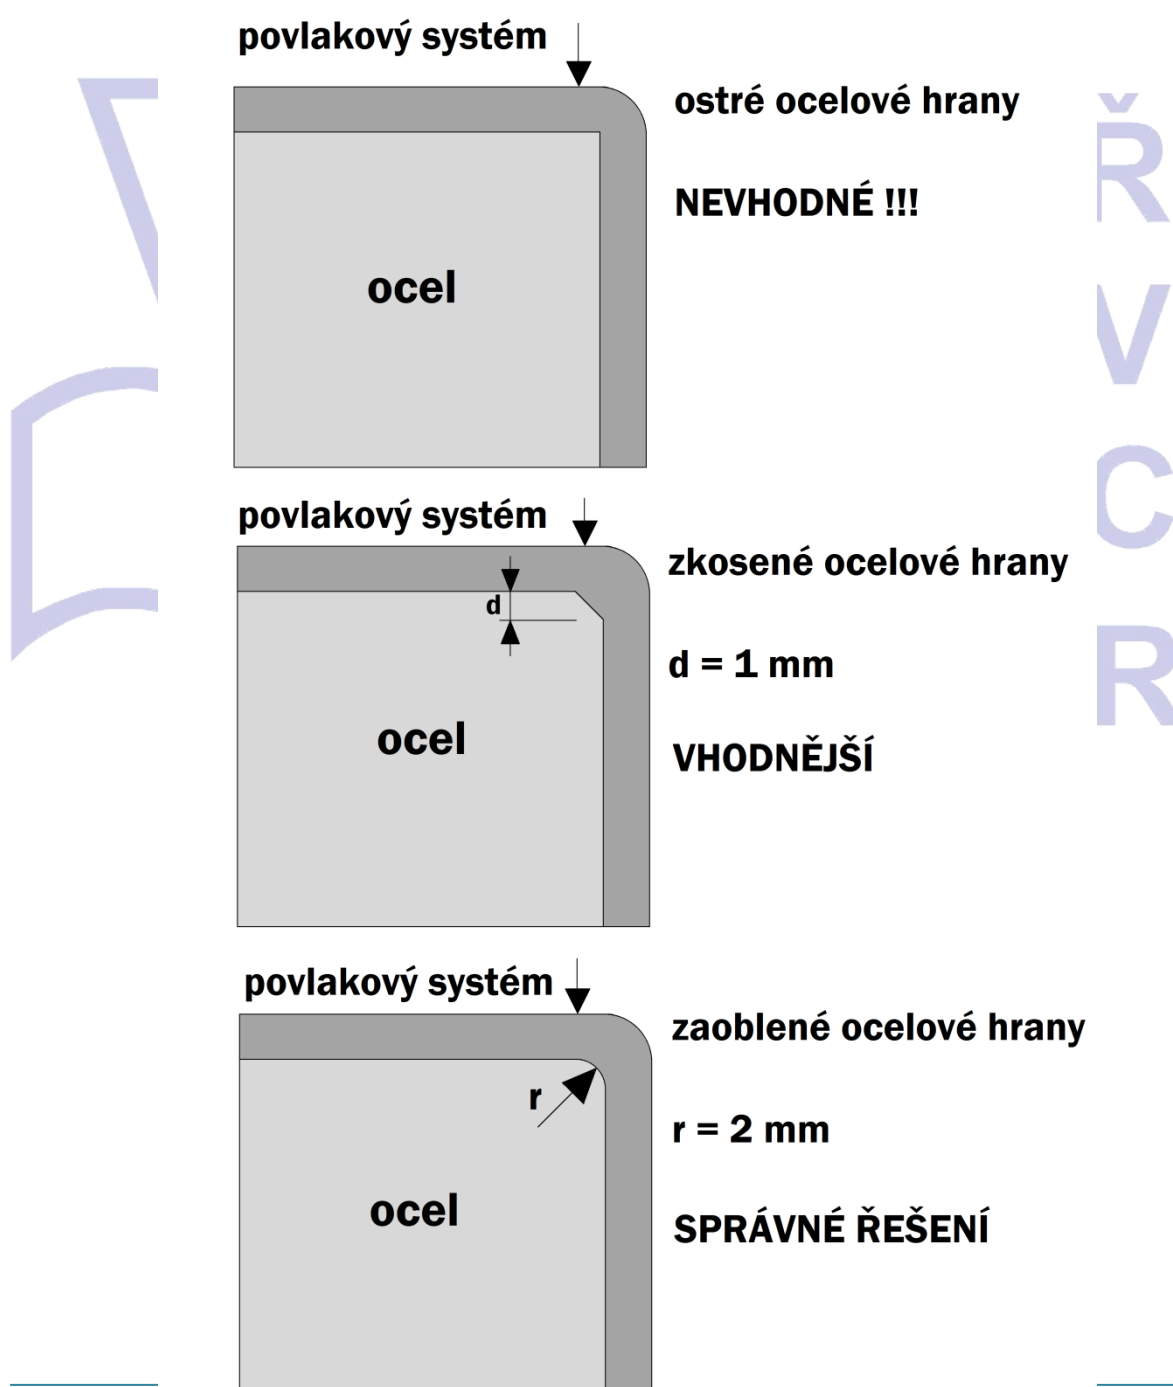 povlakový systém
ostré ocelové hrany
NEVHODNÉ !!!
ocel
povlakový systém
zkosené ocelové hrany
d
d = 1 mm
ocel
VHODNĚJŠÍ
povlakový systém
zaoblené ocelové hrany
r
r = 2 mm
ocel
SPRÁVNÉ ŘEŠENÍ
Ř
V
C
R